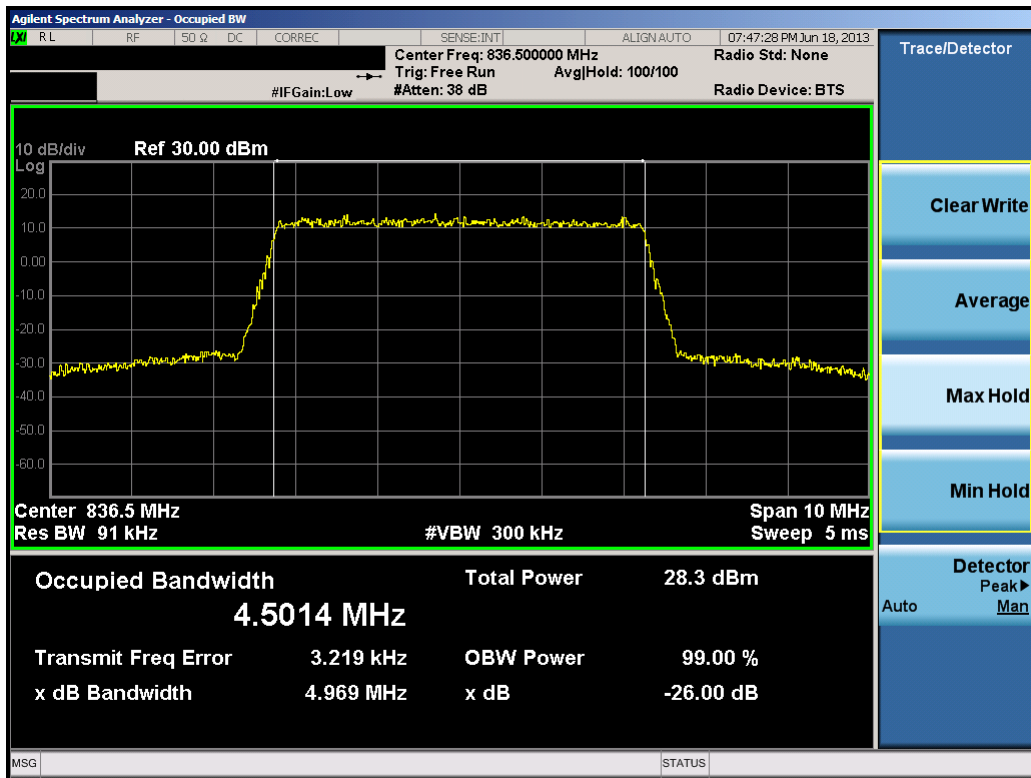 Agilent Spectrum Analyzer - Occupied BW
LXI RL RF 50 Ω DC CORREC SENSE:INT ALIGN AUTO 07:47:28 PM Jun 18, 2013
Center Freq: 836.500000 MHz Radio Std: None
Trig: Free Run Avg|Hold: 100/100
#IFGain:Low #Atten: 38 dB Radio Device: BTS
10 dB/div Ref 30.00 dBm
Log
20.0
10.0
0.00
-10.0
-20.0
-30.0
-40.0
-50.0
-60.0
Center 836.5 MHz Span 10 MHz
Res BW 91 kHz #VBW 300 kHz Sweep 5 ms
Occupied Bandwidth Total Power 28.3 dBm
4.5014 MHz
Transmit Freq Error 3.219 kHz OBW Power 99.00 %
x dB Bandwidth 4.969 MHz x dB -26.00 dB
MSG STATUS
Trace/Detector
Clear Write
Average
Max Hold
Min Hold
Detector
Peak▶
Auto Man